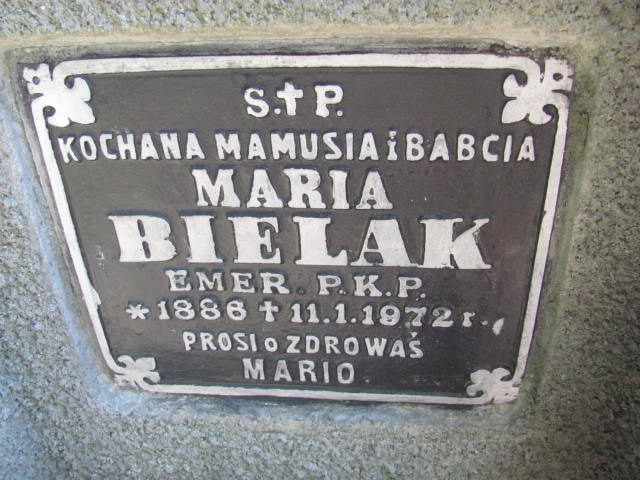 S.✝P.
KOCHANA MAMUSIA i BABCIA
MARIA
BIELAK
EMER. P.K.P.
*1886 ✝ 11.1.1972 r.
PROSI o ZDROWAŚ
MARIO